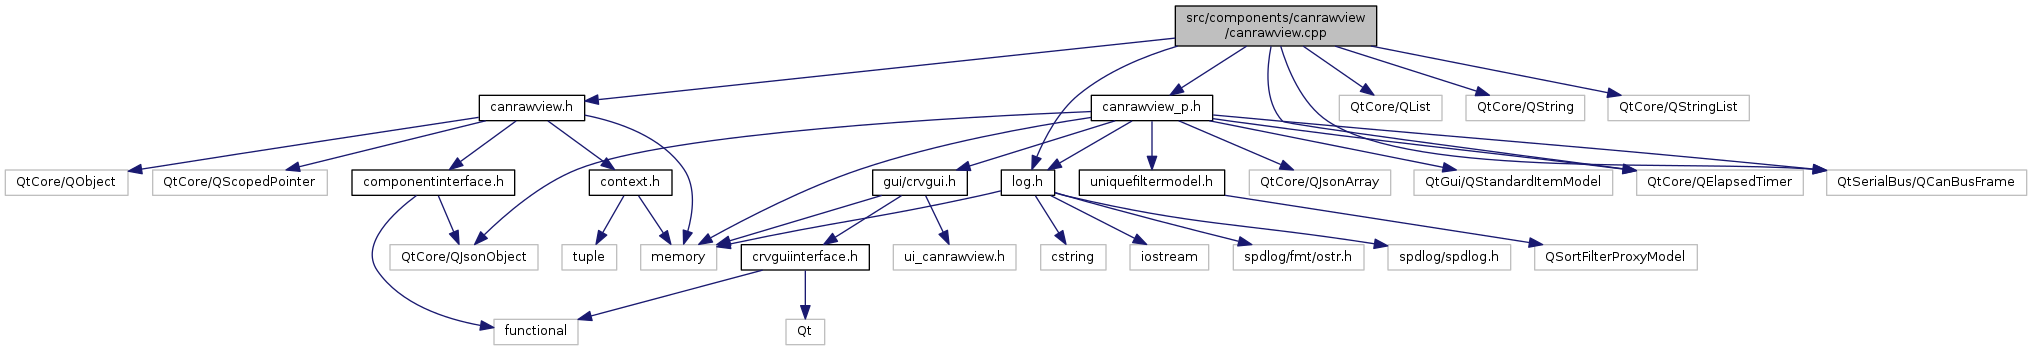 src/components/canrawview
/canrawview.cpp
canrawview.h
canrawview_p.h
QtCore/QList
QtCore/QString
QtCore/QStringList
QtCore/QObject
QtCore/QScopedPointer
componentinterface.h
context.h
gui/crvgui.h
log.h
uniquefiltermodel.h
QtCore/QJsonArray
QtGui/QStandardItemModel
QtCore/QElapsedTimer
QtSerialBus/QCanBusFrame
QtCore/QJsonObject
tuple
memory
crvguiinterface.h
ui_canrawview.h
cstring
iostream
spdlog/fmt/ostr.h
spdlog/spdlog.h
QSortFilterProxyModel
functional
Qt